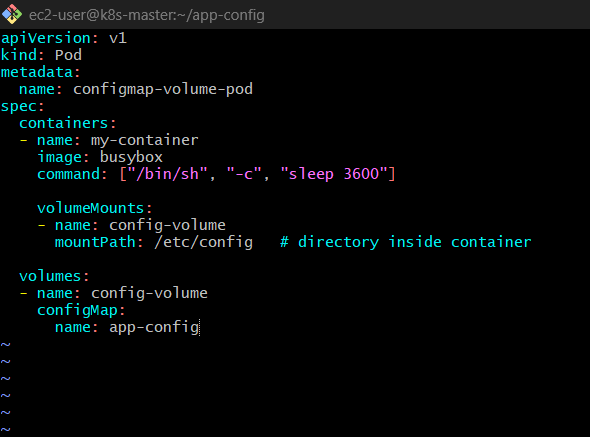 ec2-user@k8s-master:~/app-config
apiVersion: v1
kind: Pod
metadata:
  name: configmap-volume-pod
spec:
  containers:
  - name: my-container
    image: busybox
    command: ["/bin/sh", "-c", "sleep 3600"]

    volumeMounts:
    - name: config-volume
      mountPath: /etc/config   # directory inside container

  volumes:
  - name: config-volume
    configMap:
      name: app-config
~
~
~
~
~
~